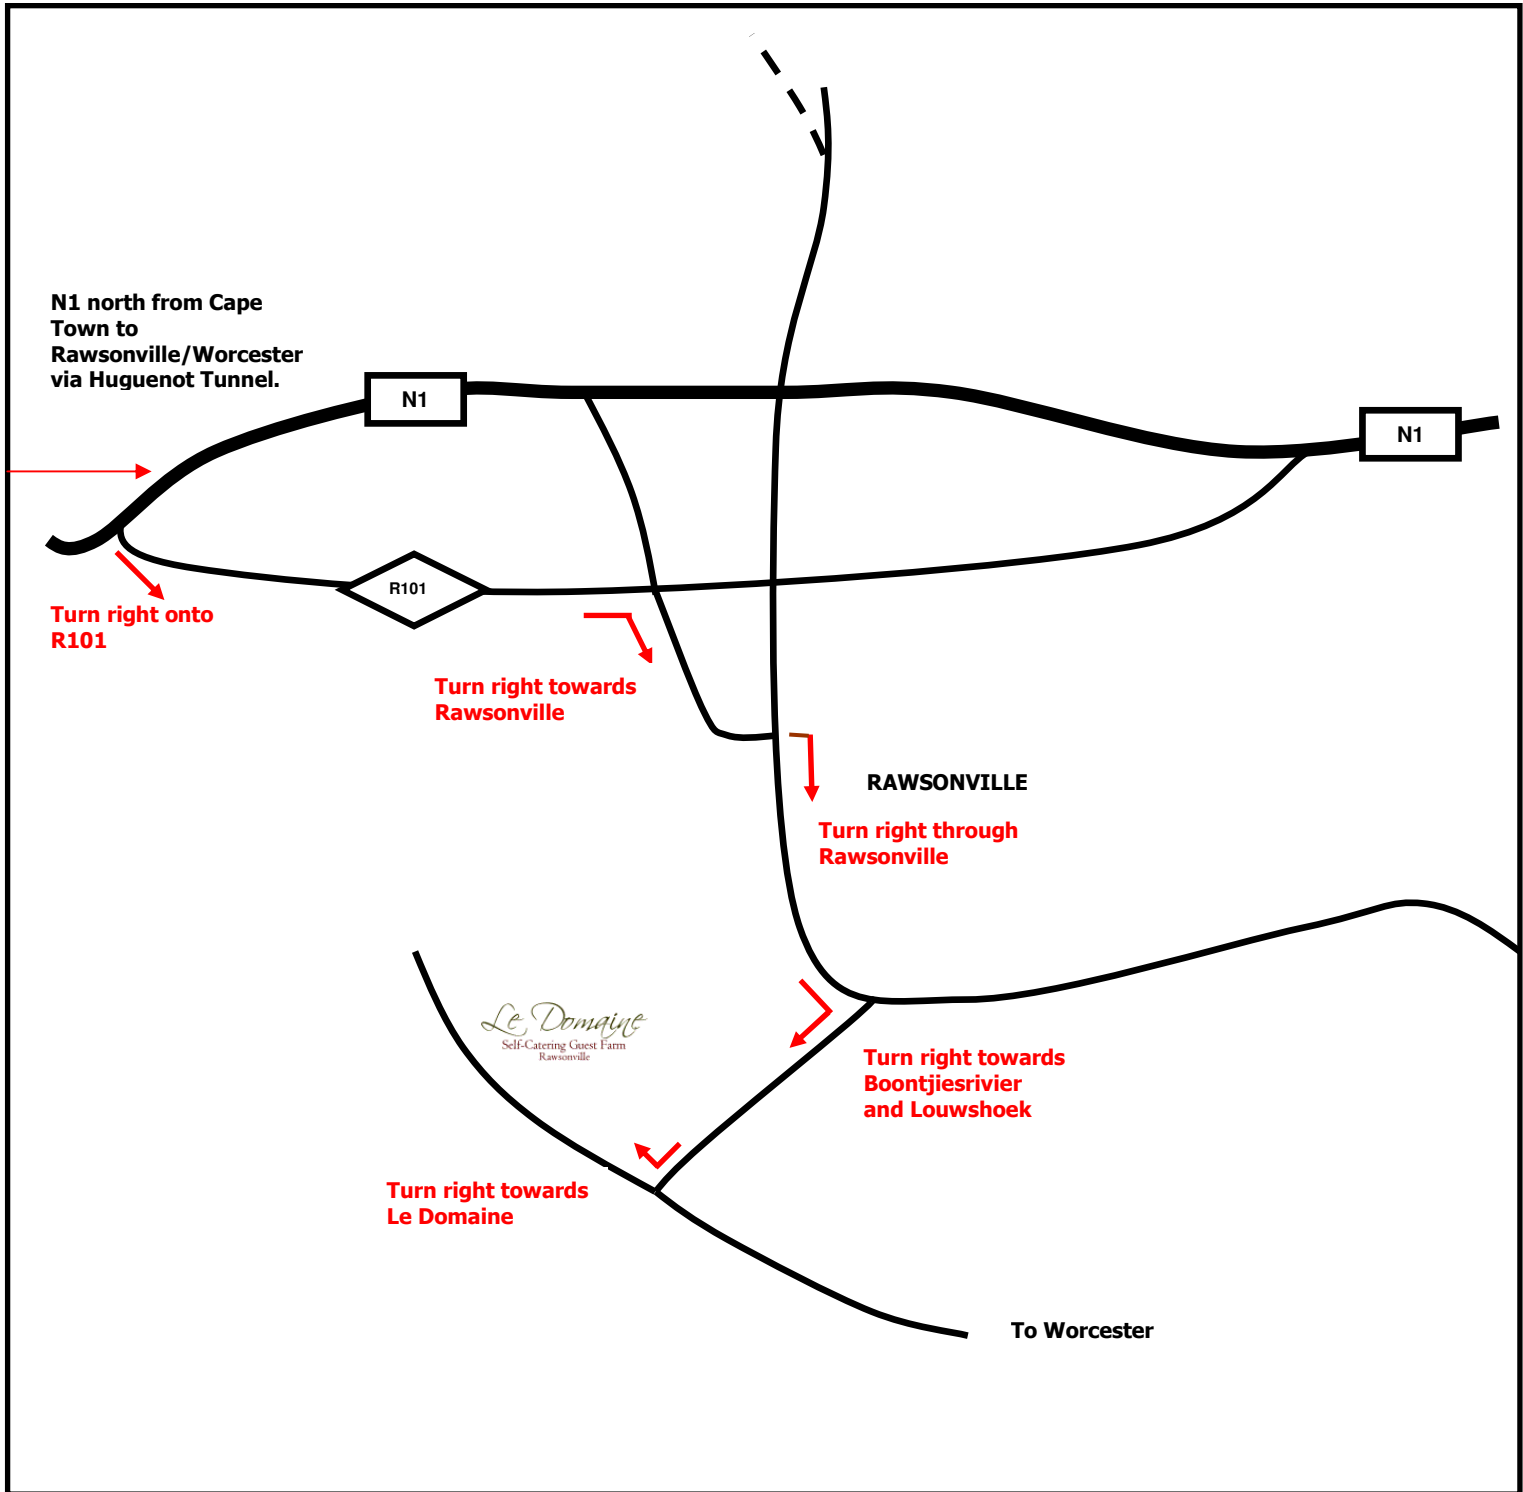 N1 north from Cape
Town to
Rawsonville/Worcester
via Huguenot Tunnel.
N1
N1
R101
Turn right onto
R101
Turn right towards
Rawsonville
RAWSONVILLE
Turn right through
Rawsonville
Le Domaine
Self-Catering Guest Farm
Rawsonville
Turn right towards
Boontjiesrivier
and Louwshoek
Turn right towards
Le Domaine
To Worcester